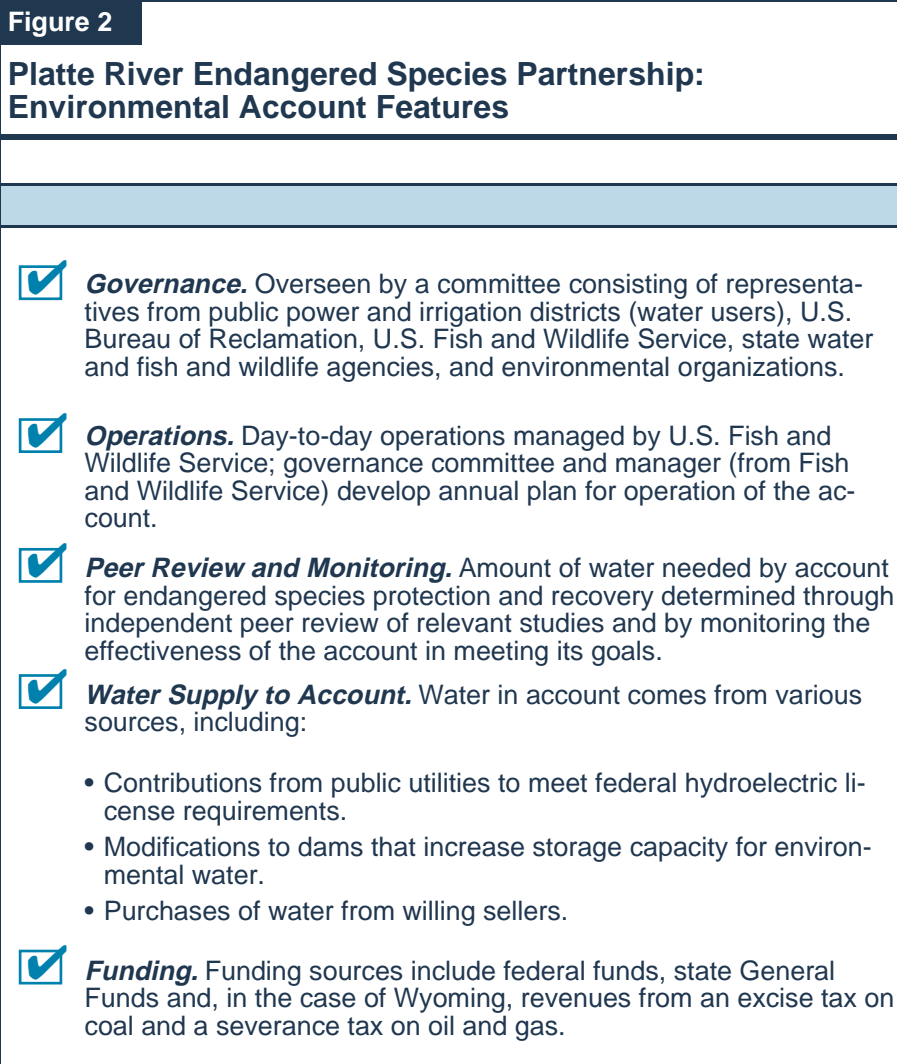 Figure 2
Platte River Endangered Species Partnership:
Environmental Account Features
Governance. Overseen by a committee consisting of representa-
tives from public power and irrigation districts (water users), U.S.
Bureau of Reclamation, U.S. Fish and Wildlife Service, state water
and fish and wildlife agencies, and environmental organizations.
Operations. Day-to-day operations managed by U.S. Fish and
Wildlife Service; governance committee and manager (from Fish
and Wildlife Service) develop annual plan for operation of the ac-
count.
Peer Review and Monitoring. Amount of water needed by account
for endangered species protection and recovery determined through
independent peer review of relevant studies and by monitoring the
effectiveness of the account in meeting its goals.
Water Supply to Account. Water in account comes from various
sources, including:
• Contributions from public utilities to meet federal hydroelectric li-
cense requirements.
• Modifications to dams that increase storage capacity for environ-
mental water.
• Purchases of water from willing sellers.
Funding. Funding sources include federal funds, state General
Funds and, in the case of Wyoming, revenues from an excise tax on
coal and a severance tax on oil and gas.